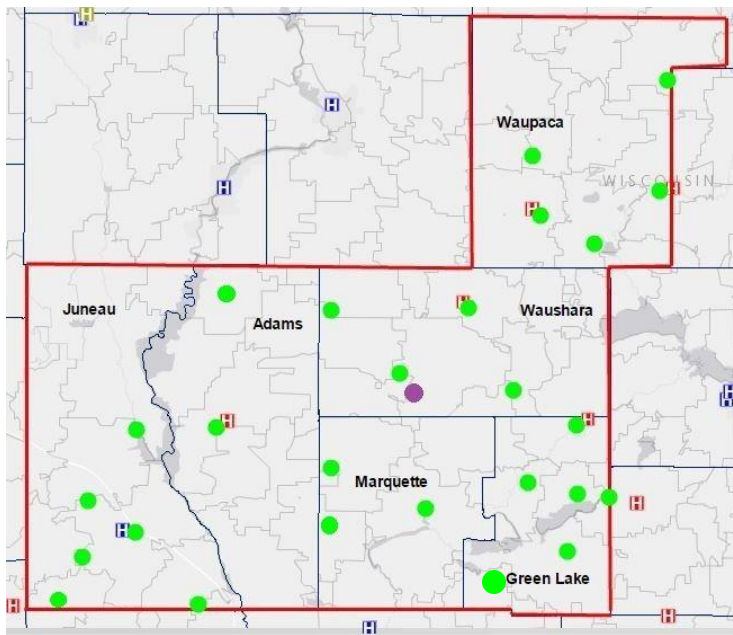 H
H
H
Waupaca
H
WISCONSIN
H
H
Juneau
Adams
H
Waushara
H
H
H
H
Marquette
H
H
Green Lake
H
H
H